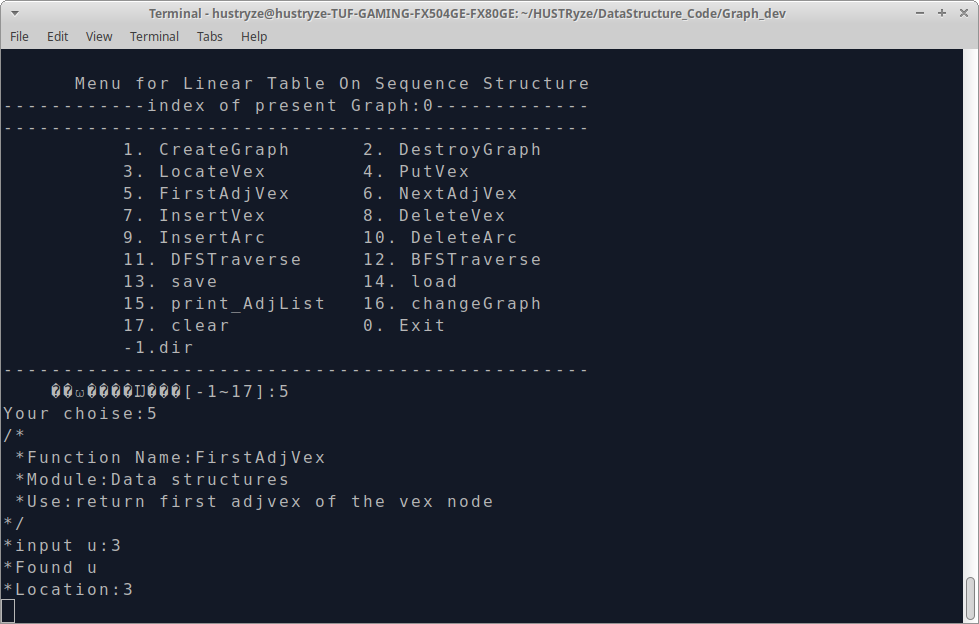 Terminal - hustryze@hustryze-TUF-GAMING-FX504GE-FX80GE: ~/HUSTRyze/DataStructure_Code/Graph_dev
File Edit View Terminal Tabs Help
Menu for Linear Table On Sequence Structure
------------index of present Graph:0-------------
-------------------------------------------------
1. CreateGraph 2. DestroyGraph
3. LocateVex 4. PutVex
5. FirstAdjVex 6. NextAdjVex
7. InsertVex 8. DeleteVex
9. InsertArc 10. DeleteArc
11. DFSTraverse 12. BFSTraverse
13. save 14. load
15. print_AdjList 16. changeGraph
17. clear 0. Exit
-1.dir
-------------------------------------------------
[-1~17]:5
Your choise:5
/*
*Function Name:FirstAdjVex
*Module:Data structures
*Use:return first adjvex of the vex node
*/
*input u:3
*Found u
*Location:3